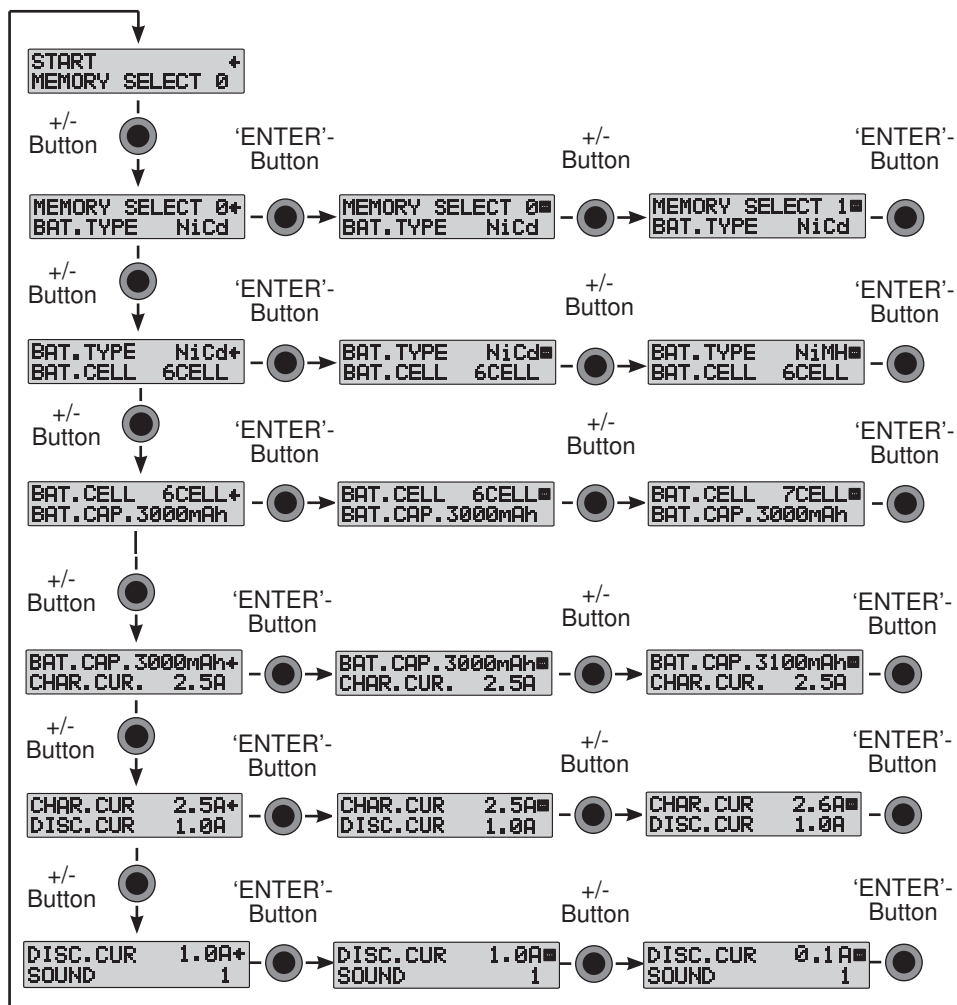 START ←
MEMORY SELECT 0
+/-
Button
'ENTER'-
Button
+/-
Button
'ENTER'-
Button
MEMORY SELECT 0←
BAT.TYPE NiCd
MEMORY SELECT 0
BAT.TYPE NiCd
MEMORY SELECT 1
BAT.TYPE NiCd
+/-
Button
'ENTER'-
Button
+/-
Button
'ENTER'-
Button
BAT.TYPE NiCd←
BAT.CELL 6CELL
BAT.TYPE NiCd
BAT.CELL 6CELL
BAT.TYPE NiMH
BAT.CELL 6CELL
+/-
Button
'ENTER'-
Button
+/-
Button
'ENTER'-
Button
BAT.CELL 6CELL←
BAT.CAP.3000mAh
BAT.CELL 6CELL
BAT.CAP.3000mAh
BAT.CELL 7CELL
BAT.CAP.3000mAh
+/-
Button
'ENTER'-
Button
+/-
Button
'ENTER'-
Button
BAT.CAP.3000mAh←
CHAR.CUR. 2.5A
BAT.CAP.3000mAh
CHAR.CUR. 2.5A
BAT.CAP.3100mAh
CHAR.CUR. 2.5A
+/-
Button
'ENTER'-
Button
+/-
Button
'ENTER'-
Button
CHAR.CUR 2.5A←
DISC.CUR 1.0A
CHAR.CUR 2.5A
DISC.CUR 1.0A
CHAR.CUR 2.6A
DISC.CUR 1.0A
+/-
Button
'ENTER'-
Button
+/-
Button
'ENTER'-
Button
DISC.CUR 1.0A←
SOUND 1
DISC.CUR 1.0A
SOUND 1
DISC.CUR 0.1A
SOUND 1